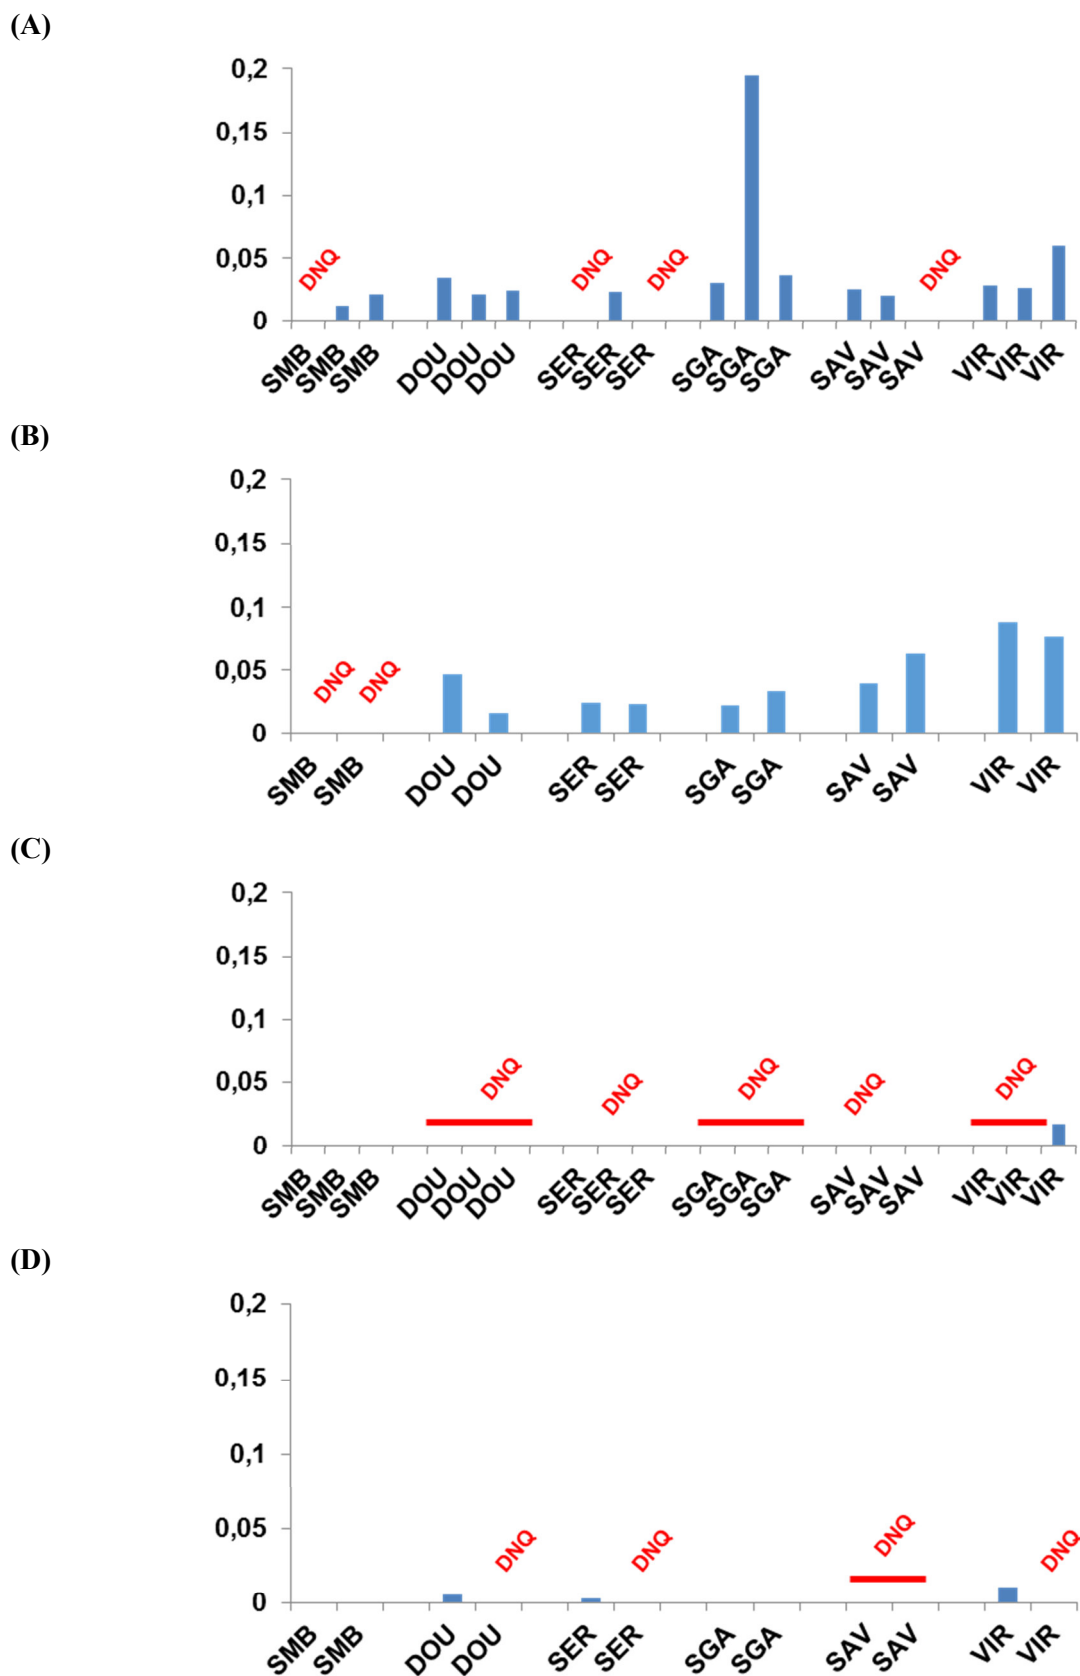 (A)
0,2
0,15
0,1
0,05
0
DNQ DNQ DNQ DNQ
SMB SMB SMB DOU DOU DOU SER SER SER SGA SGA SGA SAV SAV SAV VIR VIR VIR
(B)
0,2
0,15
0,1
0,05
0
DNQ DNQ
SMB SMB DOU DOU SER SER SGA SGA SAV SAV VIR VIR
(C)
0,2
0,15
0,1
0,05
0
DNQ DNQ DNQ DNQ DNQ
SMB SMB SMB DOU DOU DOU SER SER SER SGA SGA SGA SAV SAV SAV VIR VIR VIR
(D)
0,2
0,15
0,1
0,05
0
DNQ DNQ DNQ DNQ
SMB SMB DOU DOU SER SER SGA SGA SAV SAV VIR VIR